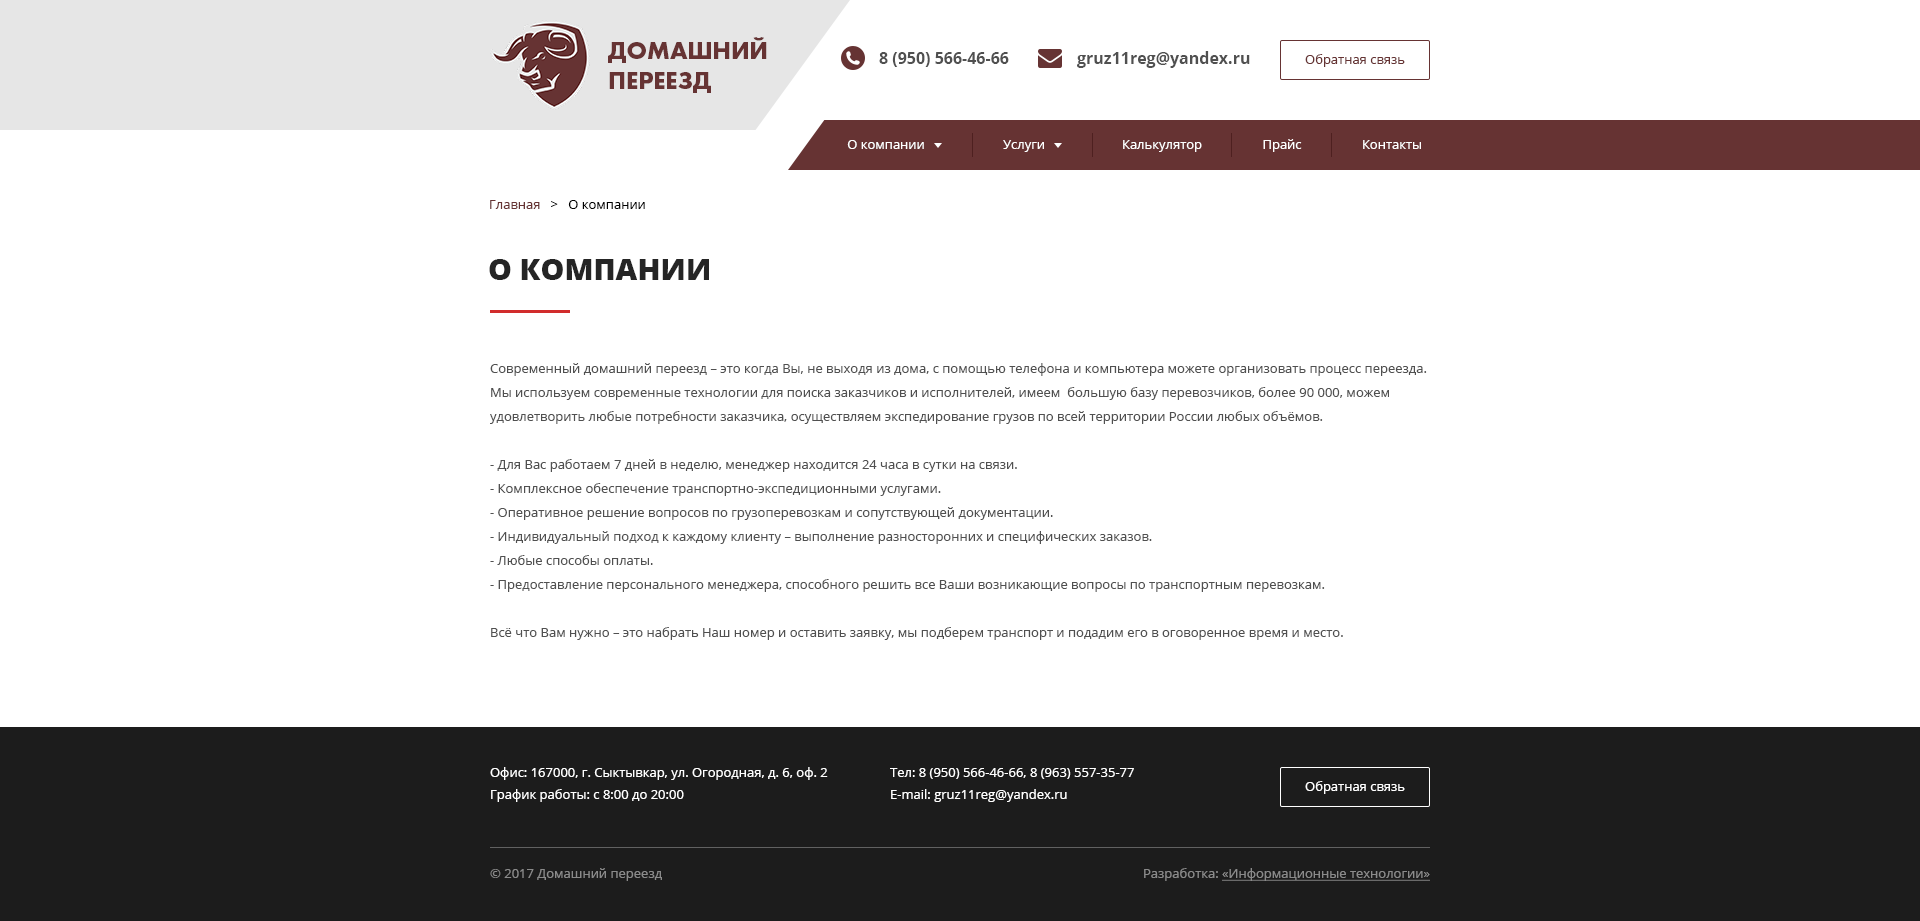 ДОМАШНИЙ
ПЕРЕЕЗД
8 (950) 566-46-66
gruz11reg@yandex.ru
Обратная связь
О компании
Услуги
Калькулятор
Прайс
Контакты
Главная > О компании
О КОМПАНИИ
Современный домашний переезд – это когда Вы, не выходя из дома, с помощью телефона и компьютера можете организовать процесс переезда.
Мы используем современные технологии для поиска заказчиков и исполнителей, имеем  большую базу перевозчиков, более 90 000, можем
удовлетворить любые потребности заказчика, осуществляем экспедирование грузов по всей территории России любых объёмов.
- Для Вас работаем 7 дней в неделю, менеджер находится 24 часа в сутки на связи.
- Комплексное обеспечение транспортно-экспедиционными услугами.
- Оперативное решение вопросов по грузоперевозкам и сопутствующей документации.
- Индивидуальный подход к каждому клиенту – выполнение разносторонних и специфических заказов.
- Любые способы оплаты.
- Предоставление персонального менеджера, способного решить все Ваши возникающие вопросы по транспортным перевозкам.
Всё что Вам нужно – это набрать Наш номер и оставить заявку, мы подберем транспорт и подадим его в оговоренное время и место.
Офис: 167000, г. Сыктывкар, ул. Огородная, д. 6, оф. 2
График работы: с 8:00 до 20:00
Тел: 8 (950) 566-46-66, 8 (963) 557-35-77
E-mail: gruz11reg@yandex.ru
Обратная связь
© 2017 Домашний переезд
Разработка: «Информационные технологии»